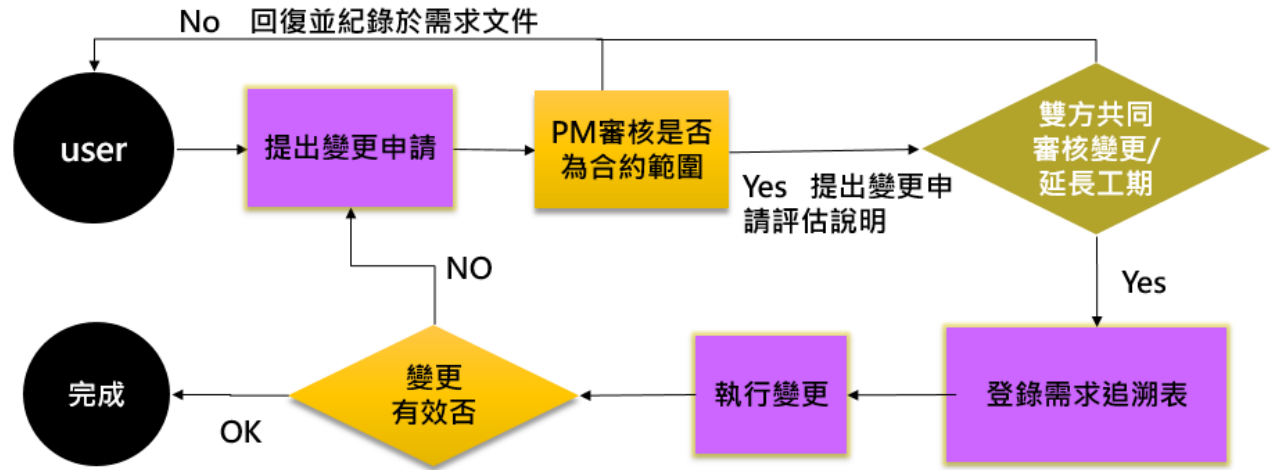 No 回復並紀錄於需求文件
user
提出變更申請
PM審核是否
為合約範圍
Yes 提出變更申
請評估說明
雙方共同
審核變更/
延長工期
Yes
NO
完成
OK
變更
有效否
執行變更
登錄需求追溯表